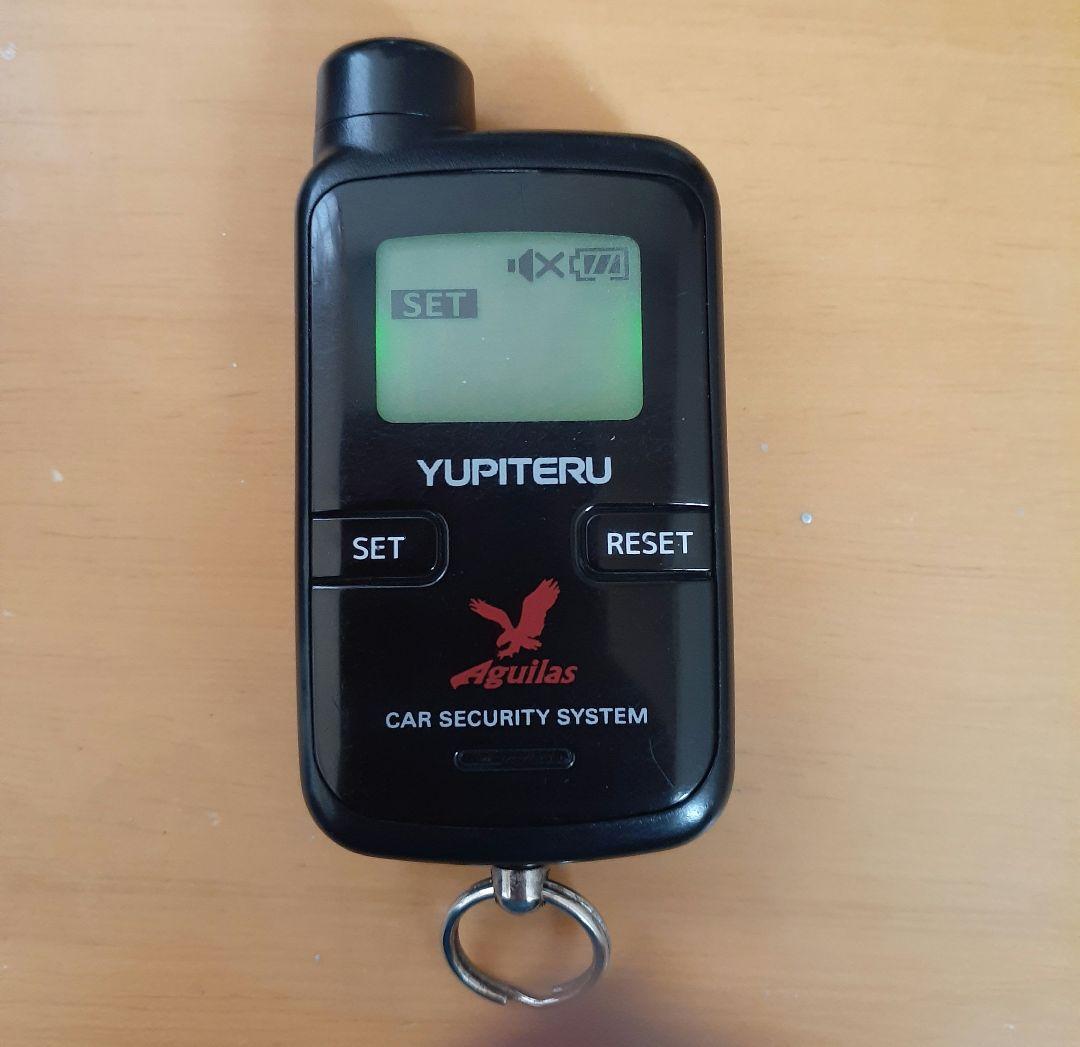 SET
YUPITERU
SET
RESET
Aguilas
CAR SECURITY SYSTEM